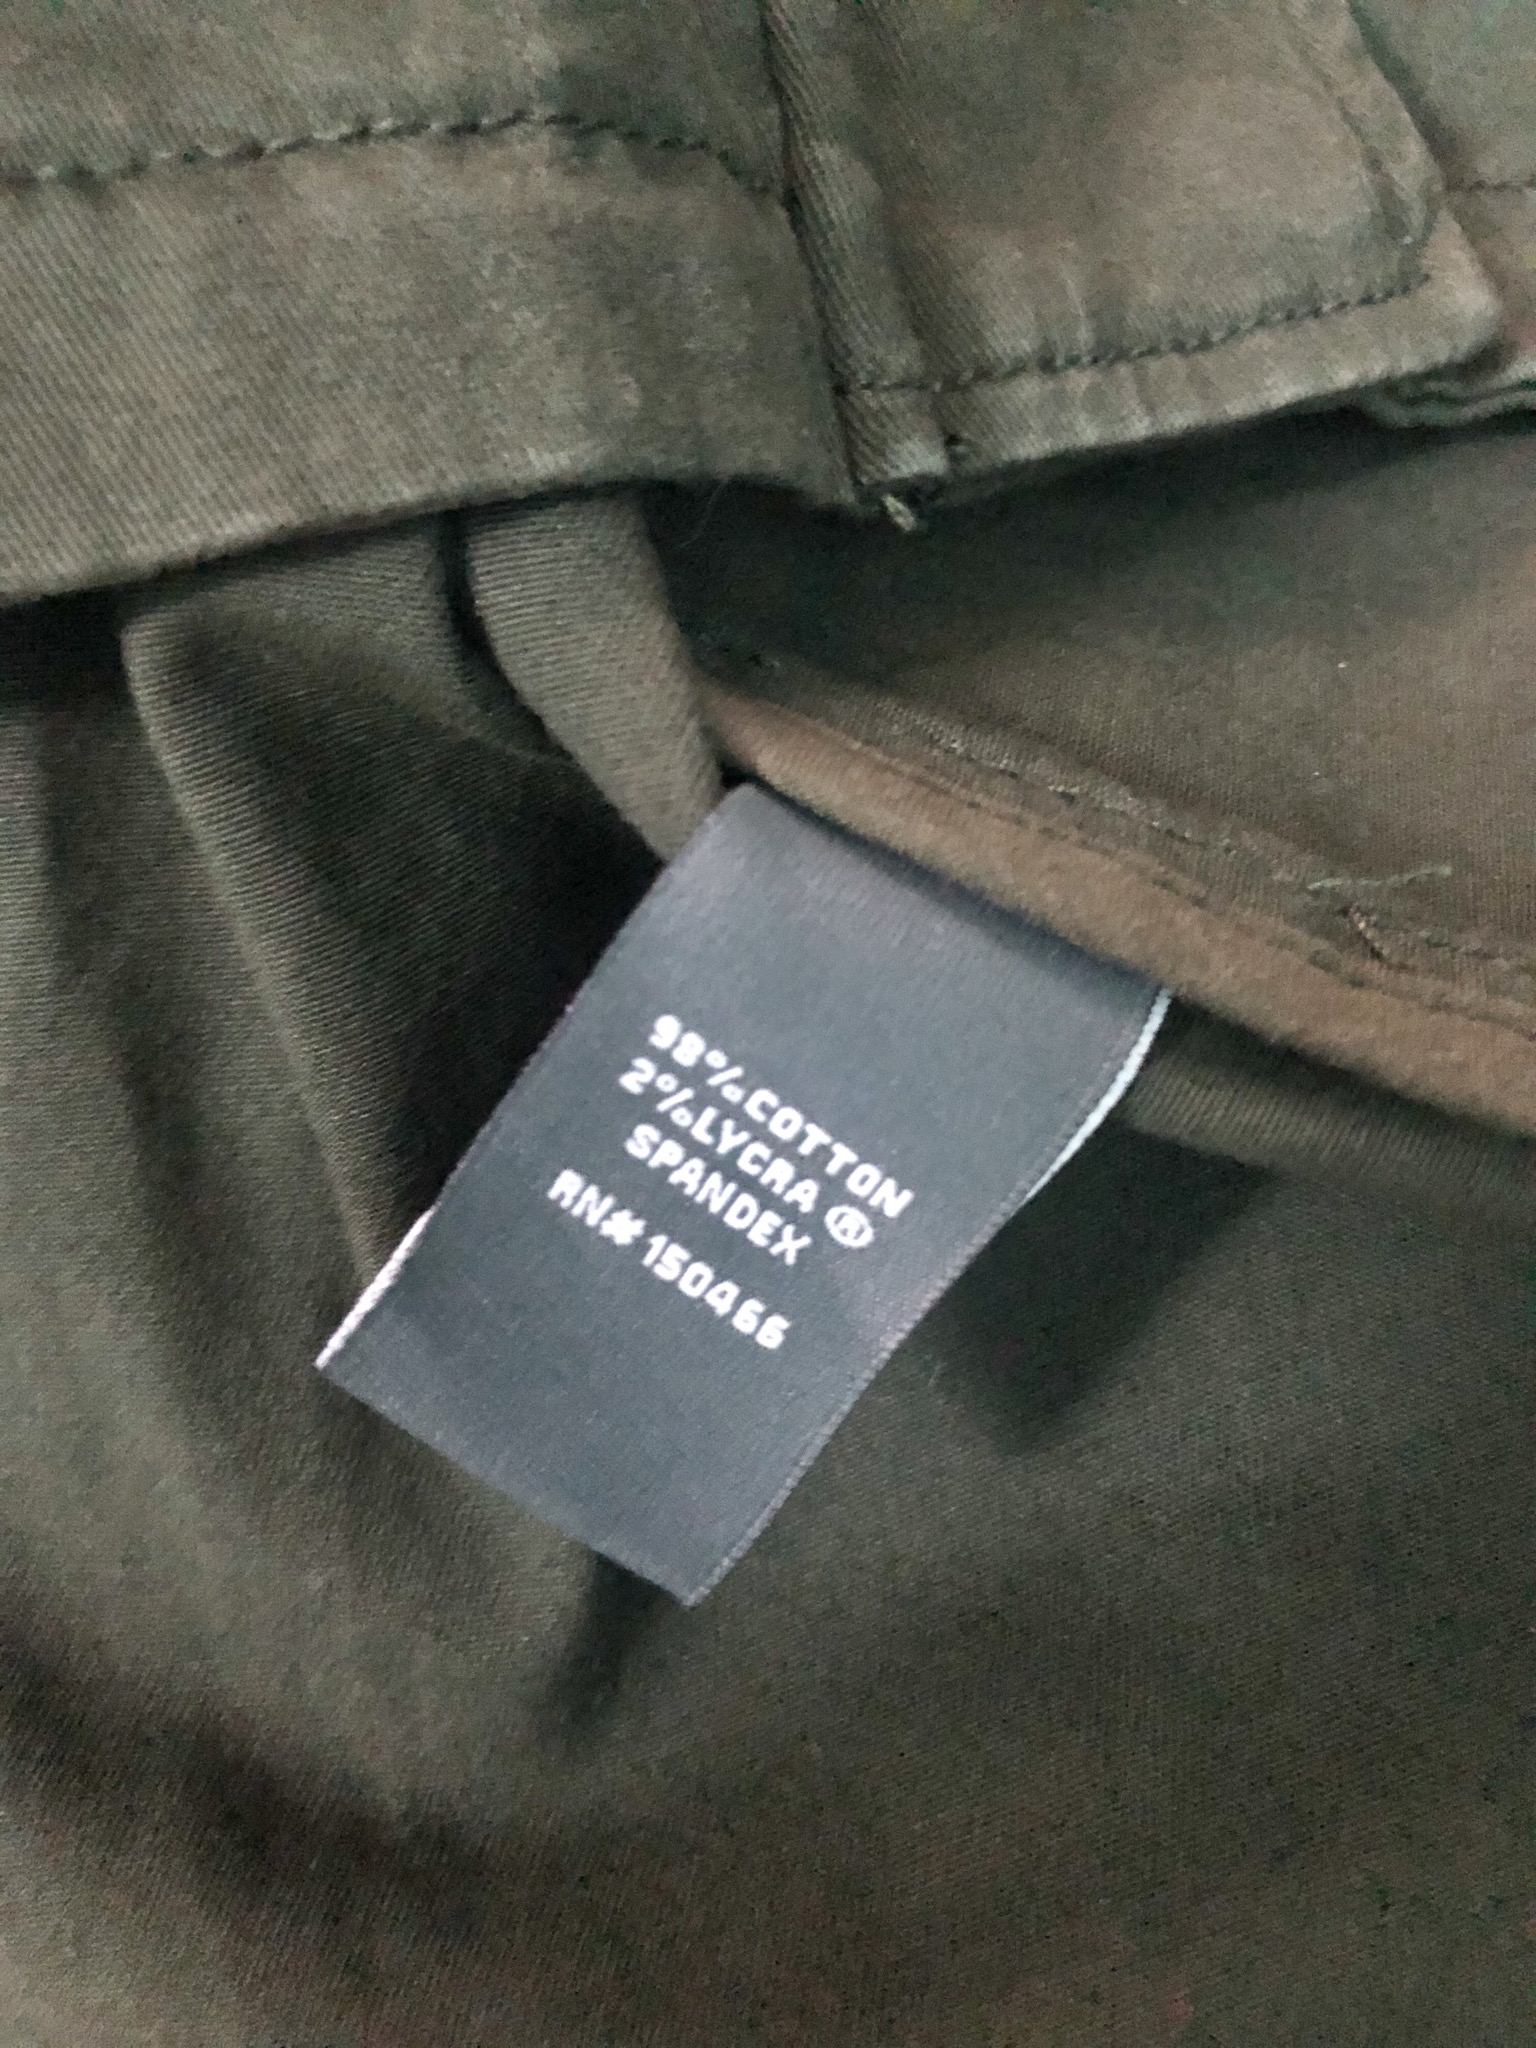 98%COTTON
2%LYCRA ®
SPANDEX
RN#150466